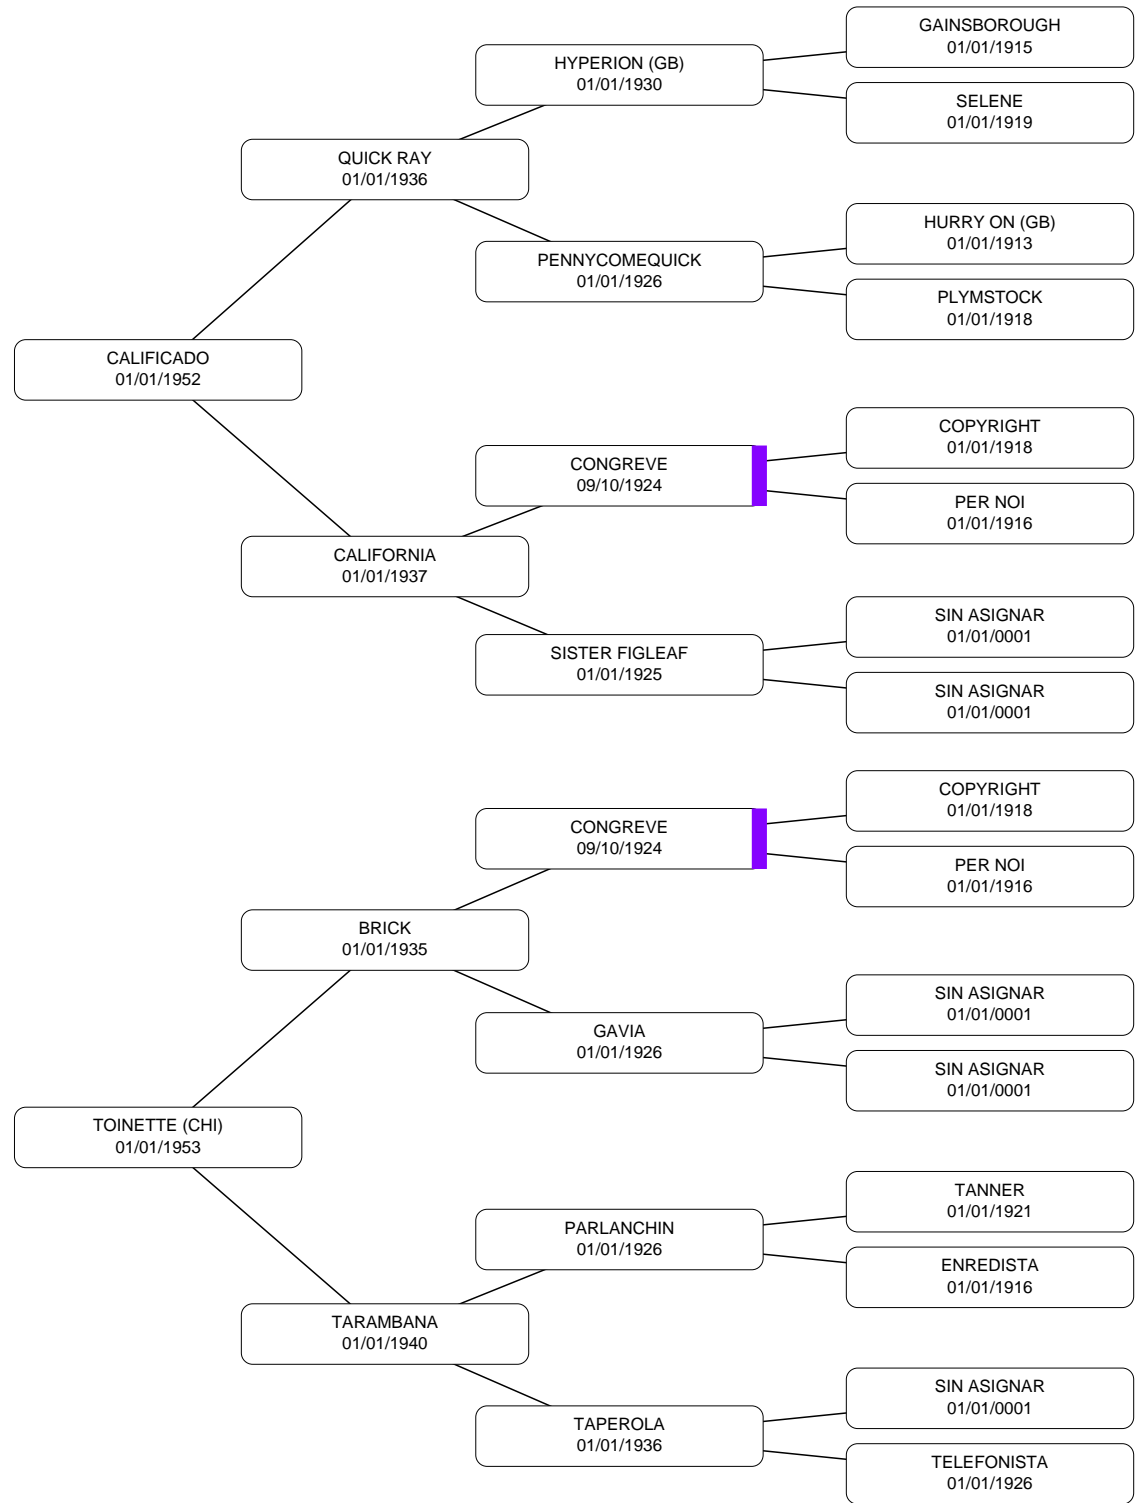 GAINSBOROUGH
01/01/1915
HYPERION (GB)
01/01/1930
SELENE
01/01/1919
QUICK RAY
01/01/1936
HURRY ON (GB)
01/01/1913
PENNYCOMEQUICK
01/01/1926
PLYMSTOCK
01/01/1918
CALIFICADO
01/01/1952
COPYRIGHT
01/01/1918
CONGREVE
09/10/1924
PER NOI
01/01/1916
CALIFORNIA
01/01/1937
SIN ASIGNAR
01/01/0001
SISTER FIGLEAF
01/01/1925
SIN ASIGNAR
01/01/0001
COPYRIGHT
01/01/1918
CONGREVE
09/10/1924
PER NOI
01/01/1916
BRICK
01/01/1935
SIN ASIGNAR
01/01/0001
GAVIA
01/01/1926
SIN ASIGNAR
01/01/0001
TOINETTE (CHI)
01/01/1953
TANNER
01/01/1921
PARLANCHIN
01/01/1926
ENREDISTA
01/01/1916
TARAMBANA
01/01/1940
SIN ASIGNAR
01/01/0001
TAPEROLA
01/01/1936
TELEFONISTA
01/01/1926